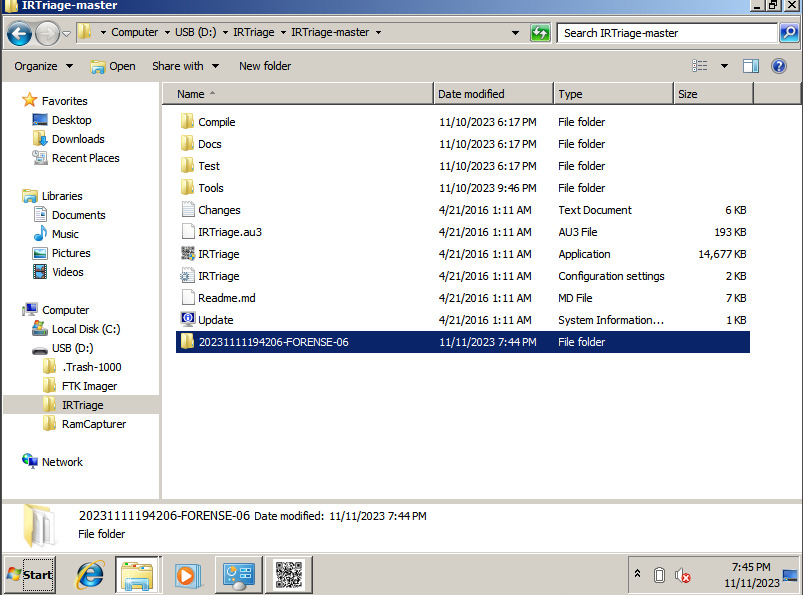 IRTriage-master
Computer USB (D:) IRTriage IRTriage-master
Search IRTriage-master
Organize Open Share with New folder
Name Date modified Type Size
Favorites
Desktop
Downloads
Recent Places
Libraries
Documents
Music
Pictures
Videos
Computer
Local Disk (C:)
USB (D:)
.Trash-1000
FTK Imager
IRTriage
RamCapturer
Network
Compile 11/10/2023 6:17 PM File folder
Docs 11/10/2023 6:17 PM File folder
Test 11/10/2023 6:17 PM File folder
Tools 11/10/2023 9:46 PM File folder
Changes 4/21/2016 1:11 AM Text Document 6 KB
IRTriage.au3 4/21/2016 1:11 AM AU3 File 193 KB
IRTriage 4/21/2016 1:11 AM Application 14,677 KB
IRTriage 4/21/2016 1:11 AM Configuration settings 2 KB
Readme.md 4/21/2016 1:11 AM MD File 7 KB
Update 4/21/2016 1:11 AM System Information... 1 KB
20231111194206-FORENSE-06 11/11/2023 7:44 PM File folder
20231111194206-FORENSE-06 Date modified: 11/11/2023 7:44 PM
File folder
Start
7:45 PM
11/11/2023